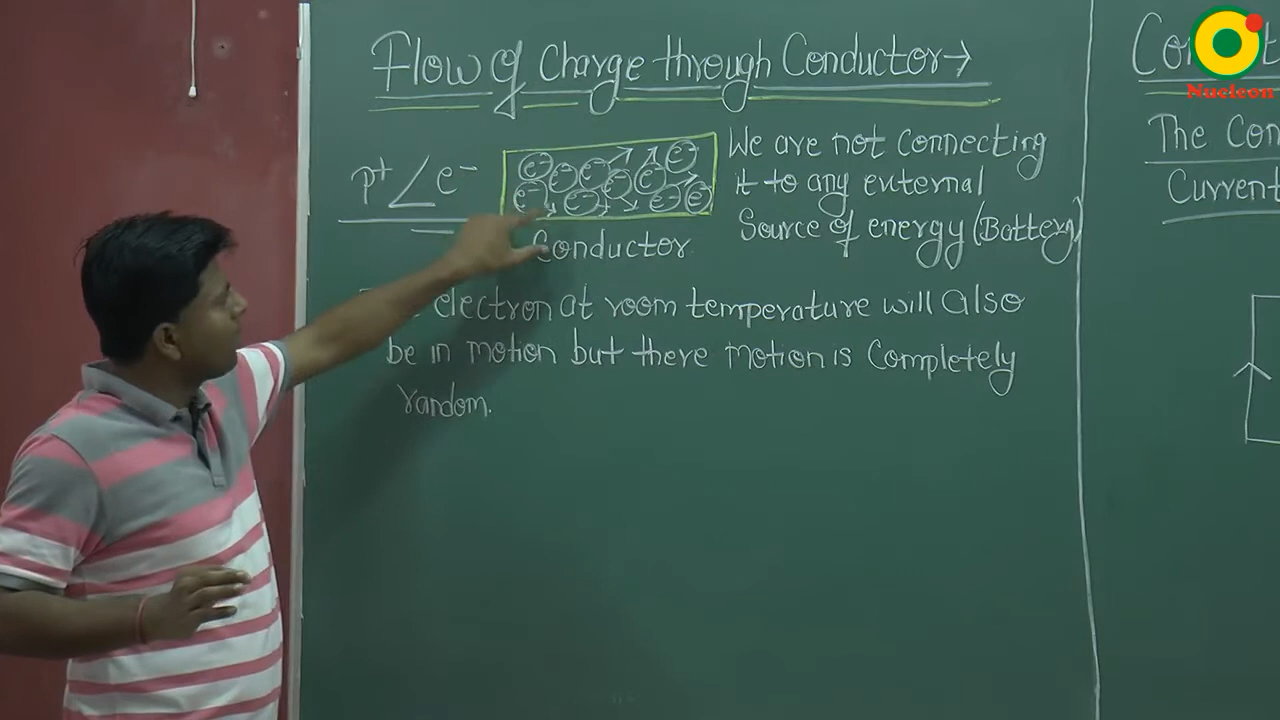 Flow of Charge through Conductor→
p+ < e-
e- e- e- e- e- e- e- e- e- e-
We are not connecting
it to any external
Source of energy (Battery)
Conductor
electron at room temperature will also
be in motion but there motion is Completely
random.
Nucleon
The Con
Current